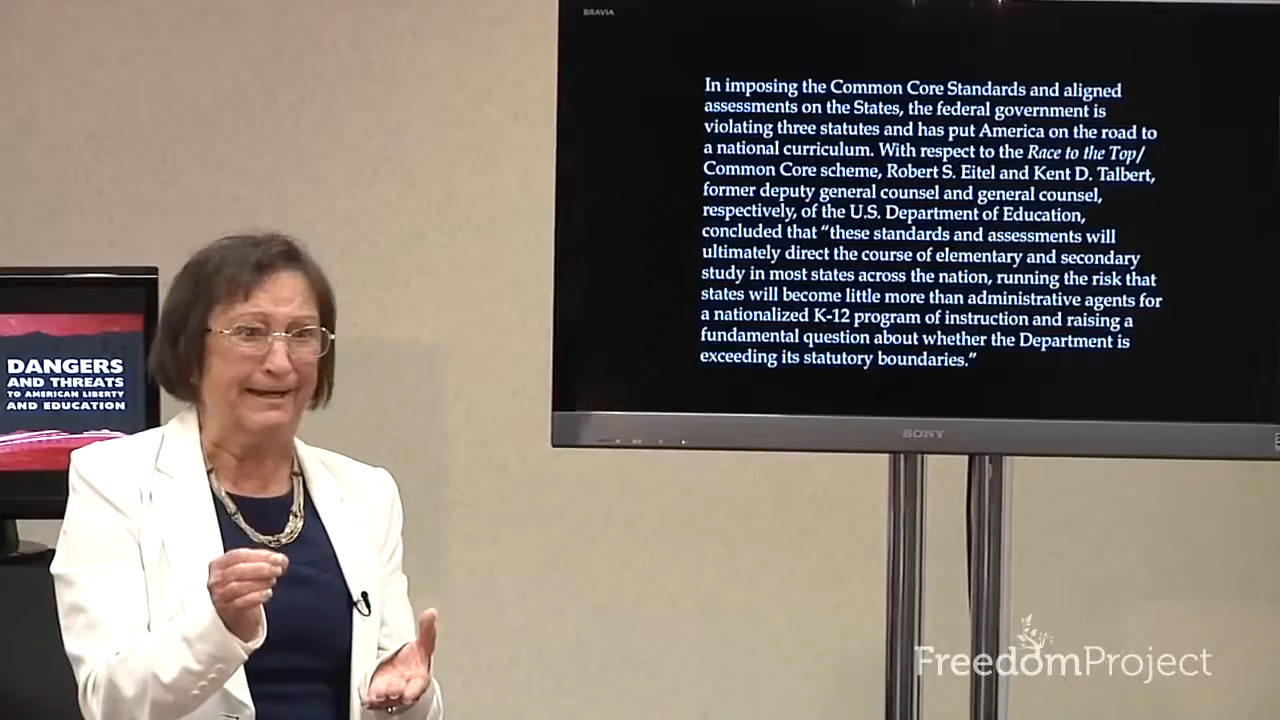 BRAVIA
In imposing the Common Core Standards and aligned
assessments on the States, the federal government is
violating three statutes and has put America on the road to
a national curriculum. With respect to the Race to the Top/
Common Core scheme, Robert S. Eitel and Kent D. Talbert,
former deputy general counsel and general counsel,
respectively, of the U.S. Department of Education,
concluded that “these standards and assessments will
ultimately direct the course of elementary and secondary
study in most states across the nation, running the risk that
states will become little more than administrative agents for
a nationalized K-12 program of instruction and raising a
fundamental question about whether the Department is
exceeding its statutory boundaries.”
SONY
DANGERS
AND THREATS
TO AMERICAN LIBERTY
AND EDUCATION
FreedomProject